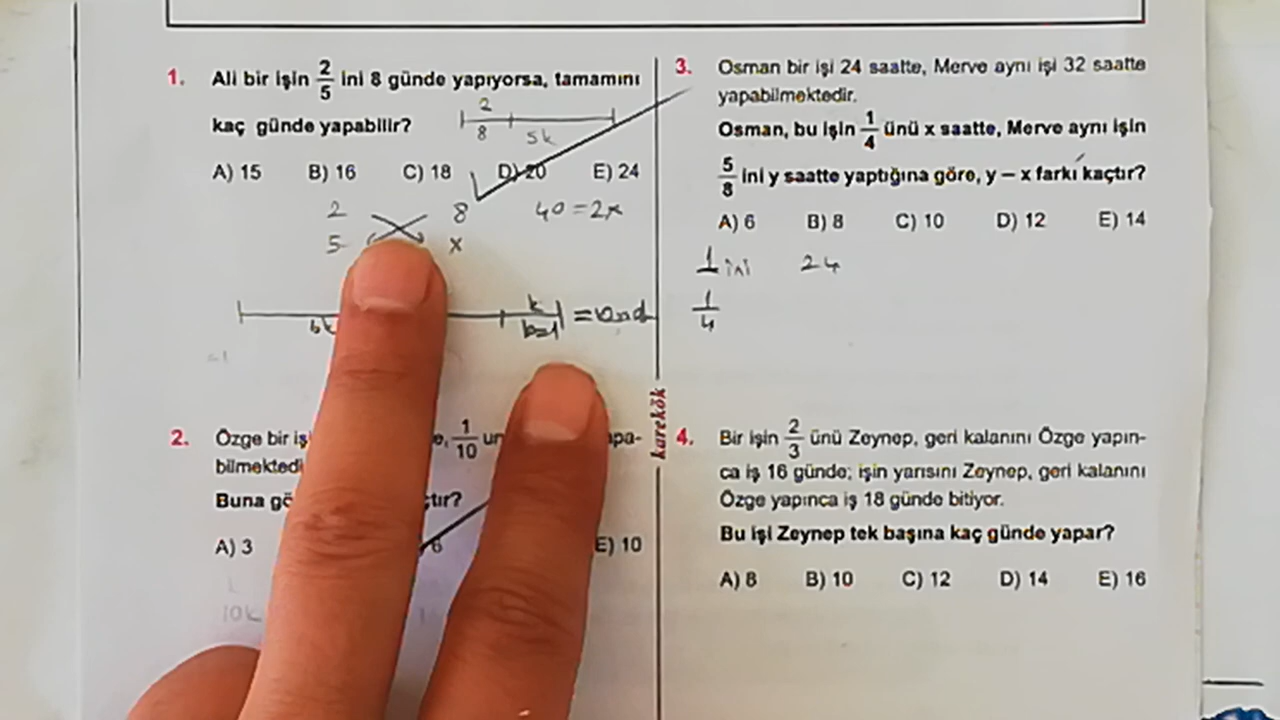 1. Ali bir işin 2/5 ini 8 günde yapıyorsa, tamamını
kaç günde yapabilir?
2
8 5k
A) 15 B) 16 C) 18 D) 20 E) 24
2 8 40=2x
5 x
k
2. Özge bir iş 1/10 un apa-
bilmekted
Buna gö çtır?
A) 3 6 E) 10
10k
karekök
3. Osman bir işi 24 saatte, Merve aynı işi 32 saatte
yapabilmektedir.
Osman, bu işin 1/4 ünü x saatte, Merve aynı işin
5/8 ini y saatte yaptığına göre, y – x farkı kaçtır?
A) 6 B) 8 C) 10 D) 12 E) 14
1 ini 24
1/4
4. Bir işin 2/3 ünü Zeynep, geri kalanını Özge yapın-
ca iş 16 günde; işin yarısını Zeynep, geri kalanını
Özge yapınca iş 18 günde bitiyor.
Bu işi Zeynep tek başına kaç günde yapar?
A) 8 B) 10 C) 12 D) 14 E) 16